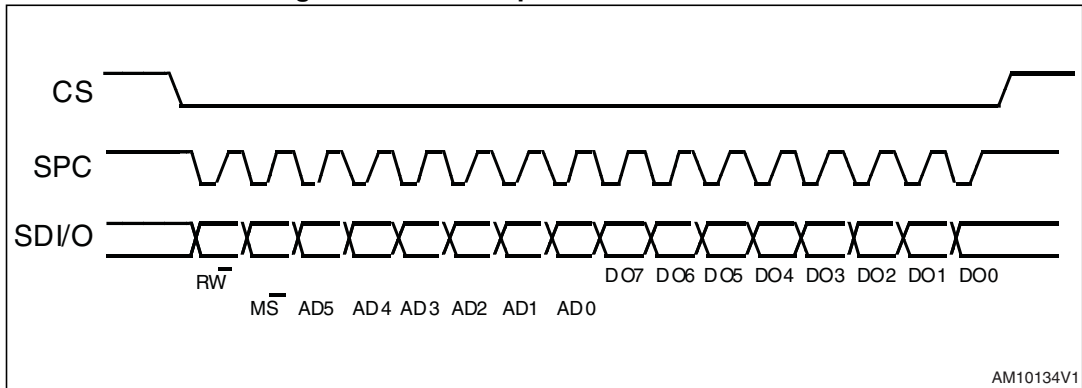 CS
SPC
SDI/O
RW
DO7 DO6 DO5 DO4 DO3 DO2 DO1 DO0
MS AD5 AD4 AD3 AD2 AD1 AD0
AM10134V1